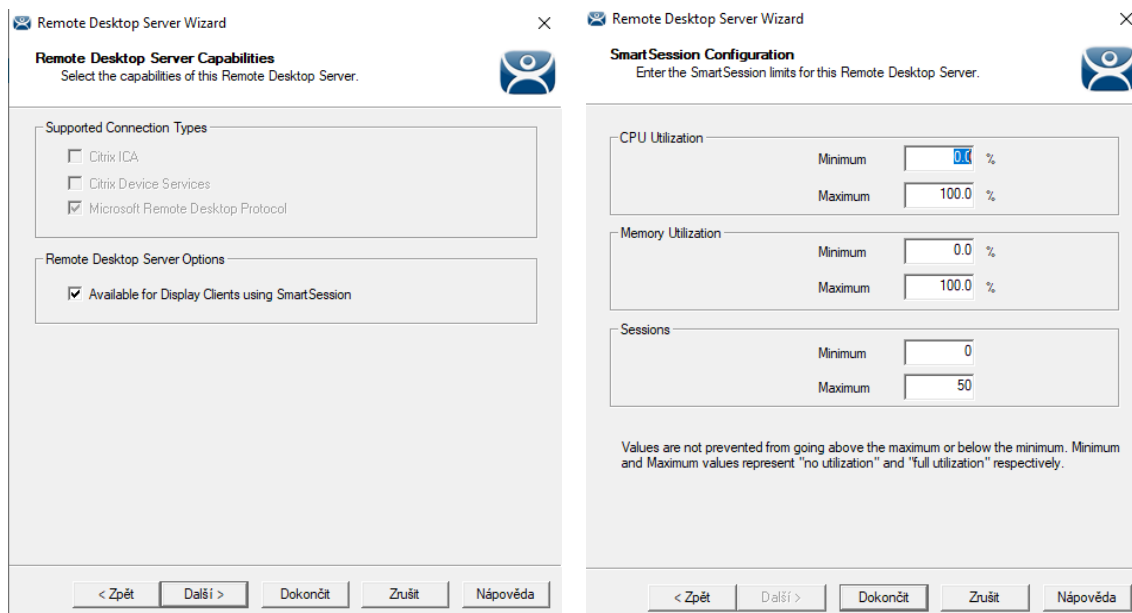 Remote Desktop Server Wizard
Remote Desktop Server Capabilities
Select the capabilities of this Remote Desktop Server.
Supported Connection Types
Citrix ICA
Citrix Device Services
Microsoft Remote Desktop Protocol
Remote Desktop Server Options
Available for Display Clients using SmartSession
< Zpět Další > Dokončit Zrušit Nápověda
Remote Desktop Server Wizard
SmartSession Configuration
Enter the SmartSession limits for this Remote Desktop Server.
CPU Utilization
Minimum 0.0 %
Maximum 100.0 %
Memory Utilization
Minimum 0.0 %
Maximum 100.0 %
Sessions
Minimum 0
Maximum 50
Values are not prevented from going above the maximum or below the minimum. Minimum
and Maximum values represent "no utilization" and "full utilization" respectively.
< Zpět Další > Dokončit Zrušit Nápověda